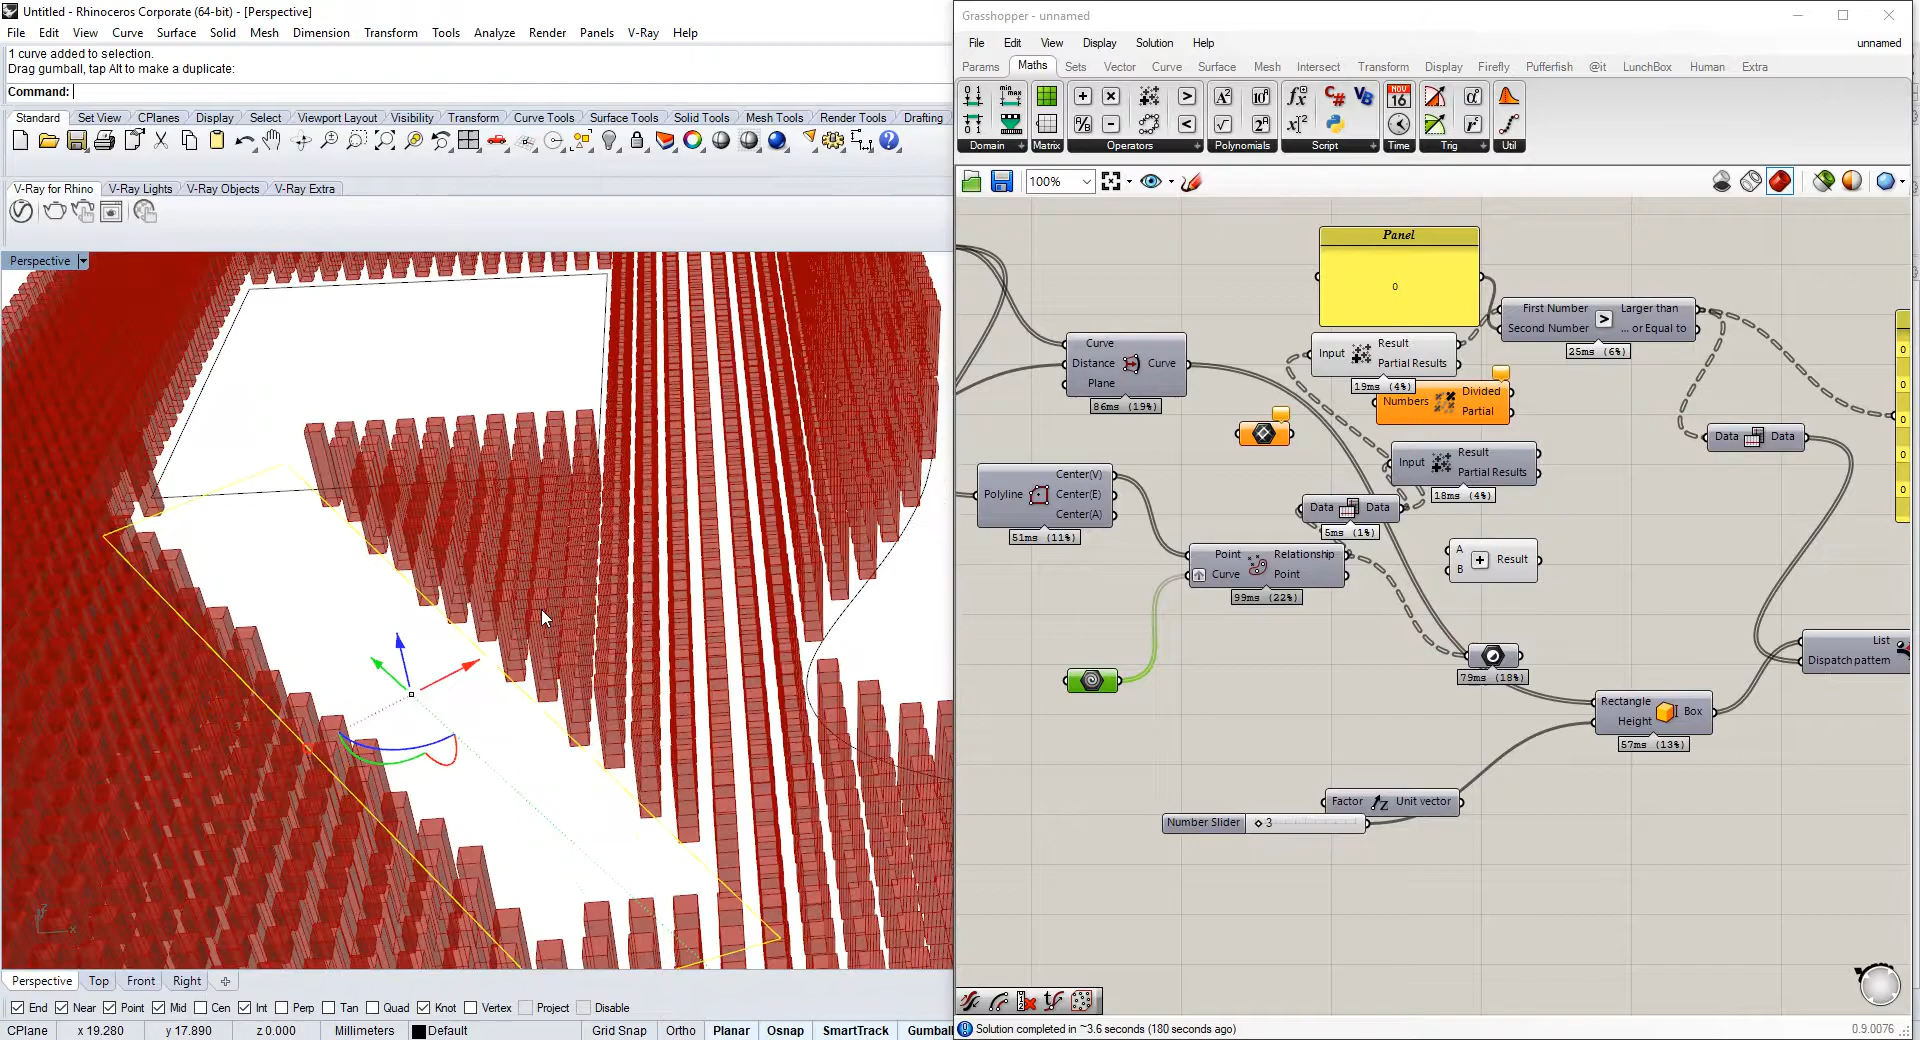 Untitled - Rhinoceros Corporate (64-bit) - [Perspective]
File Edit View Curve Surface Solid Mesh Dimension Transform Tools Analyze Render Panels V-Ray Help
1 curve added to selection.
Drag gumball, tap Alt to make a duplicate:
Command:
Standard Set View CPlanes Display Select Viewport Layout Visibility Transform Curve Tools Surface Tools Solid Tools Mesh Tools Render Tools Drafting
V-Ray for Rhino V-Ray Lights V-Ray Objects V-Ray Extra
Perspective
z
x
Perspective Top Front Right
End Near Point Mid Cen Int Perp Tan Quad Knot Vertex Project Disable
CPlane x 19.280 y 17.890 z 0.000 Millimeters Default Grid Snap Ortho Planar Osnap SmartTrack Gumball
Grasshopper - unnamed
File Edit View Display Solution Help unnamed
Params Maths Sets Vector Curve Surface Mesh Intersect Transform Display Firefly Pufferfish @it LunchBox Human Extra
Domain Matrix Operators Polynomials Script Time Trig Util
100%
Panel
0
First Number Larger than
Second Number ... or Equal to
25ms (6%)
Curve
Distance Curve
Plane
86ms (19%)
Input Result
Partial Results
19ms (4%)
Numbers Divided
Partial
Data Data
Input Result
Partial Results
18ms (4%)
Polyline Center(V)
Center(E)
Center(A)
51ms (11%)
Data Data
5ms (1%)
Point Relationship
Curve Point
99ms (22%)
A
B Result
79ms (18%)
List
Dispatch pattern
Rectangle
Height Box
57ms (13%)
Factor Unit vector
Number Slider 3
0
0
0
0
0
Solution completed in ~3.6 seconds (180 seconds ago) 0.9.0076